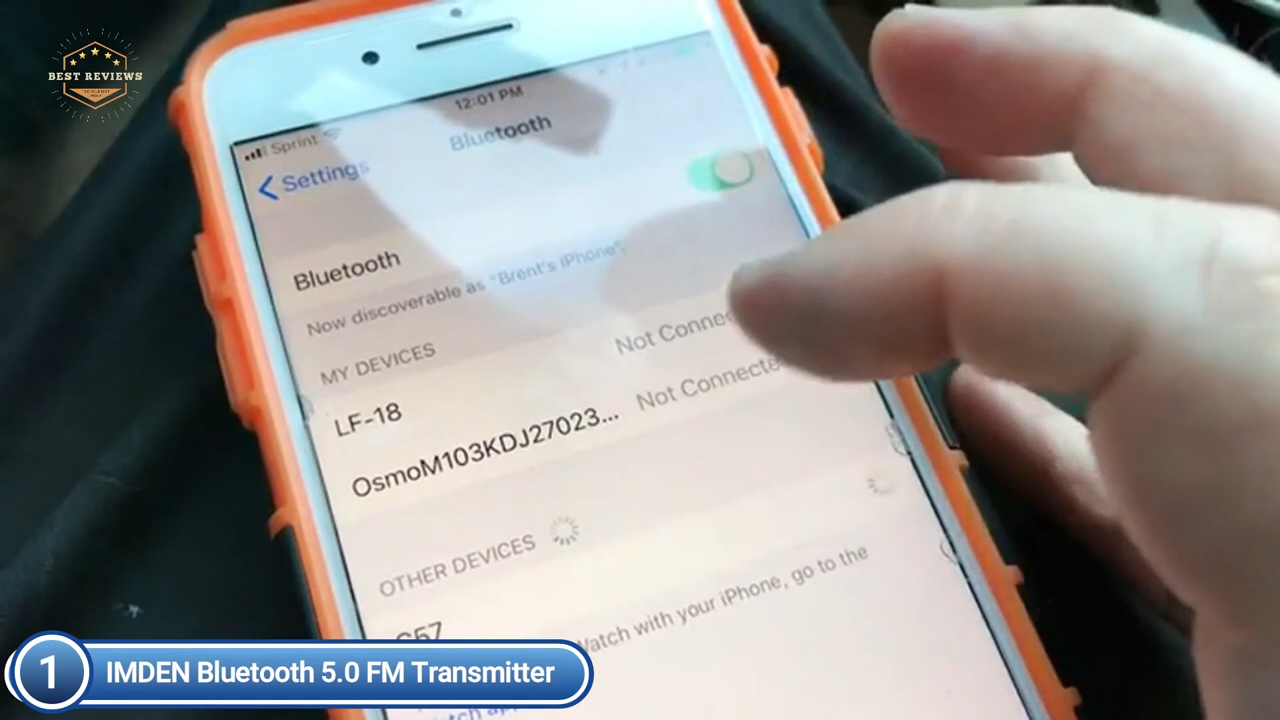 BEST REVIEWS
Sprint
12:01 PM
Settings
Bluetooth
Bluetooth
Now discoverable as "Brent's iPhone".
MY DEVICES
LF-18 Not Connec
OsmoM103KDJ27023... Not Connecte
OTHER DEVICES
C57
Watch with your iPhone, go to the
1 IMDEN Bluetooth 5.0 FM Transmitter